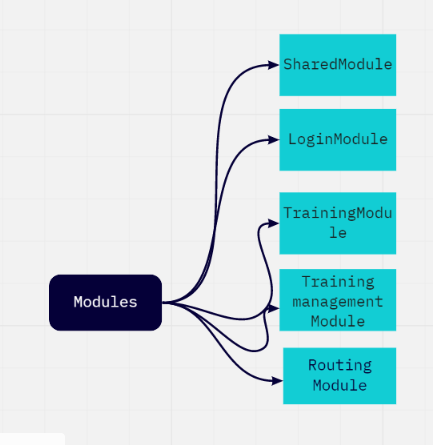 SharedModule
LoginModule
TrainingModu
le
Modules
Training
management
Module
Routing
Module